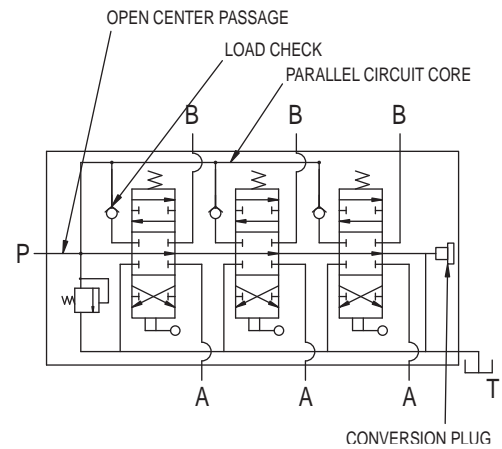 OPEN CENTER PASSAGE
LOAD CHECK
PARALLEL CIRCUIT CORE
B B B
P
A A A
T
CONVERSION PLUG